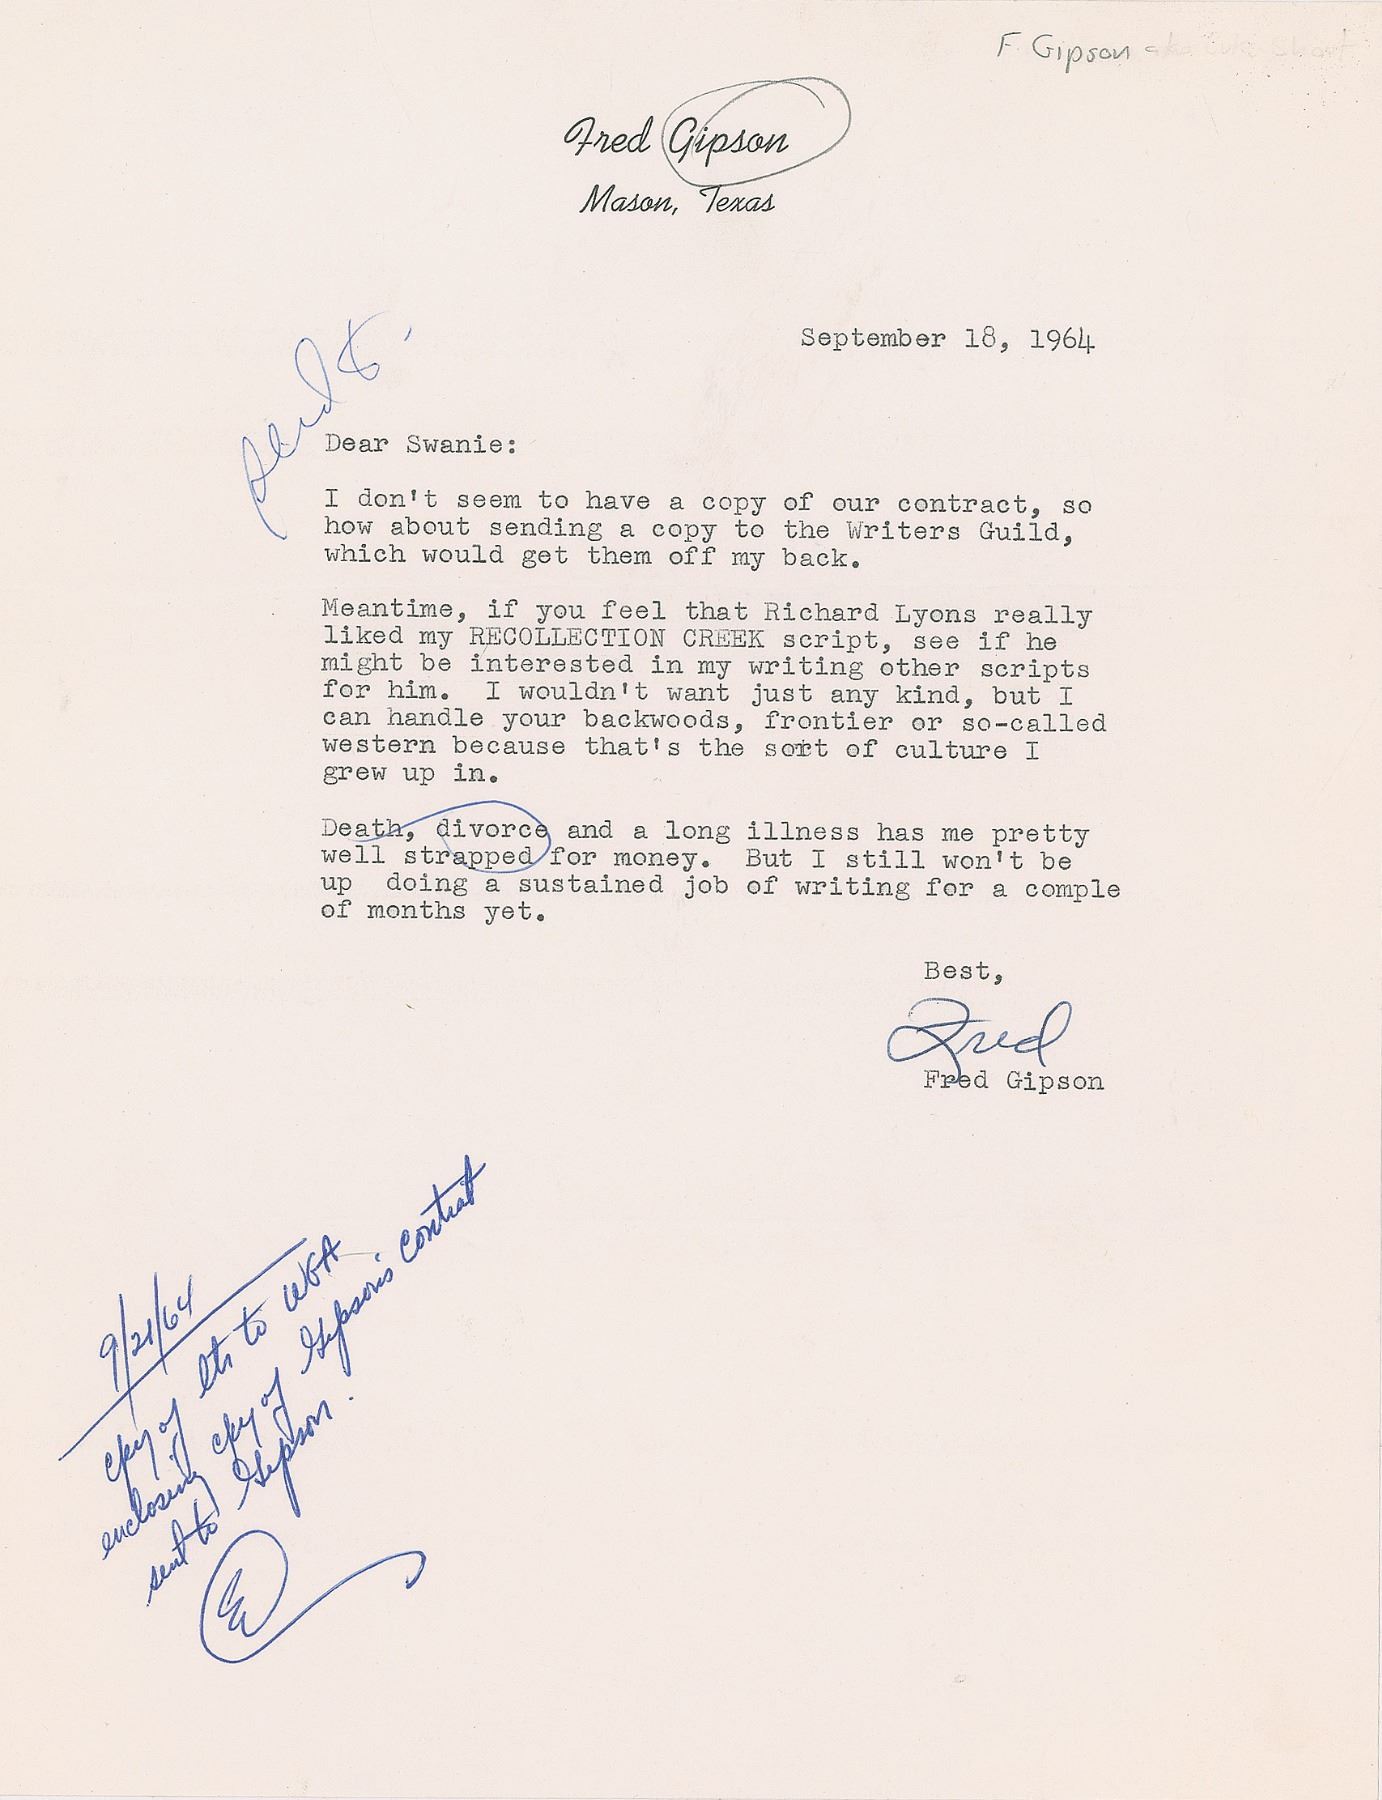 F. Gipson
Fred Gipson
Mason, Texas
September 18, 1964
Dear Swanie:
I don't seem to have a copy of our contract, so
how about sending a copy to the Writers Guild,
which would get them off my back.
Meantime, if you feel that Richard Lyons really
liked my RECOLLECTION CREEK script, see if he
might be interested in my writing other scripts
for him.  I wouldn't want just any kind, but I
can handle your backwoods, frontier or so-called
western because that's the sort of culture I
grew up in.
Death, divorce and a long illness has me pretty
well strapped for money.  But I still won't be
up  doing a sustained job of writing for a comple
of months yet.
Best,
Fred
Fred Gipson
9/21/64
cpy of ltr to WGA
enclosing cpy of Gipson's contract
sent to Gipson.